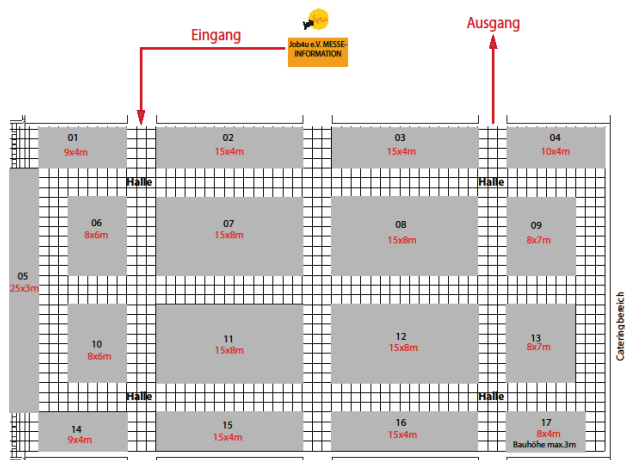 Eingang
Ausgang
Job4u e.V. MESSE-
INFORMATION
01
9x4m
02
15x4m
03
15x4m
04
10x4m
Halle
Halle
05
25x3m
06
8x6m
07
15x8m
08
15x8m
09
8x7m
10
8x6m
11
15x8m
12
15x8m
13
8x7m
Cateringbereich
Halle
Halle
14
9x4m
15
15x4m
16
15x4m
17
8x4m
Bauhöhe max.3m